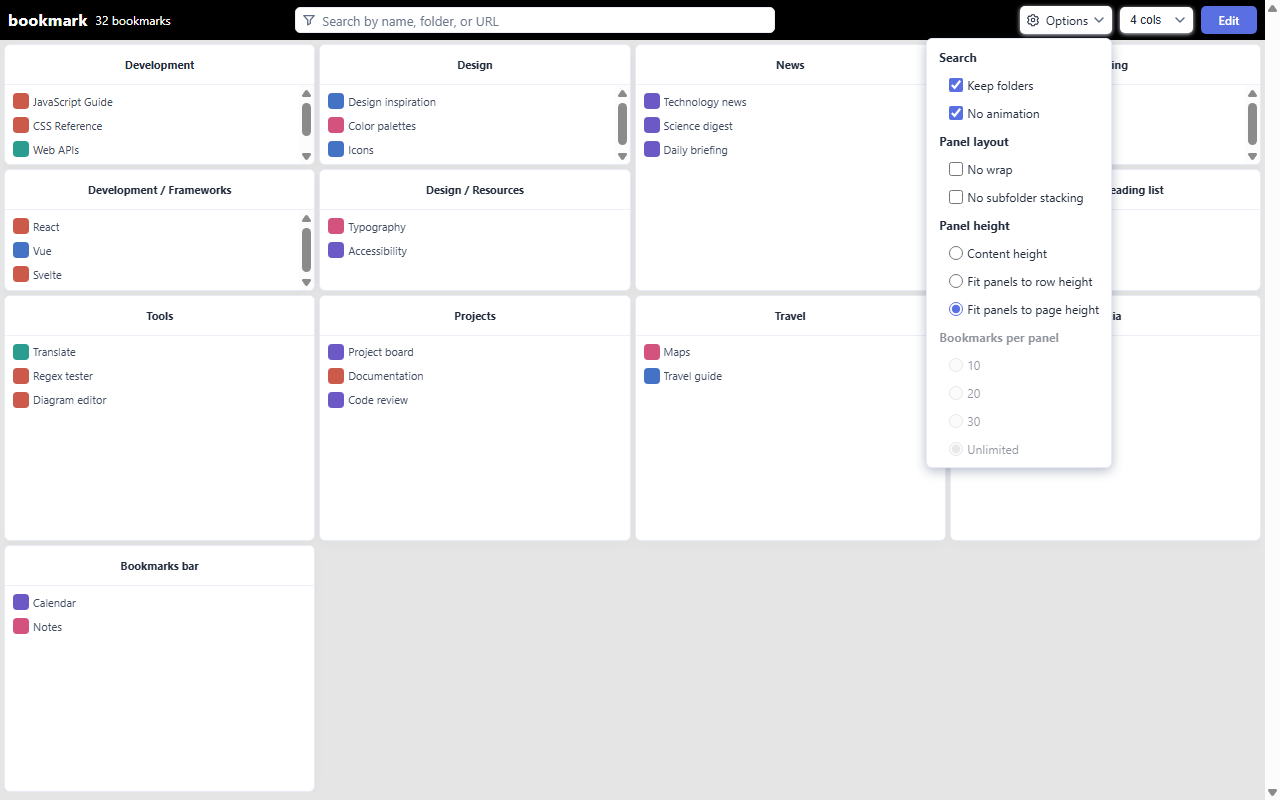 bookmark 32 bookmarks
Search by name, folder, or URL
Options
4 cols
Edit
Development
JavaScript Guide
CSS Reference
Web APIs
Design
Design inspiration
Color palettes
Icons
News
Technology news
Science digest
Daily briefing
ing
Search
Keep folders
No animation
Panel layout
No wrap
No subfolder stacking
Panel height
Content height
Fit panels to row height
Fit panels to page height
Bookmarks per panel
10
20
30
Unlimited
Development / Frameworks
React
Vue
Svelte
Design / Resources
Typography
Accessibility
eading list
Tools
Translate
Regex tester
Diagram editor
Projects
Project board
Documentation
Code review
Travel
Maps
Travel guide
ia
Bookmarks bar
Calendar
Notes